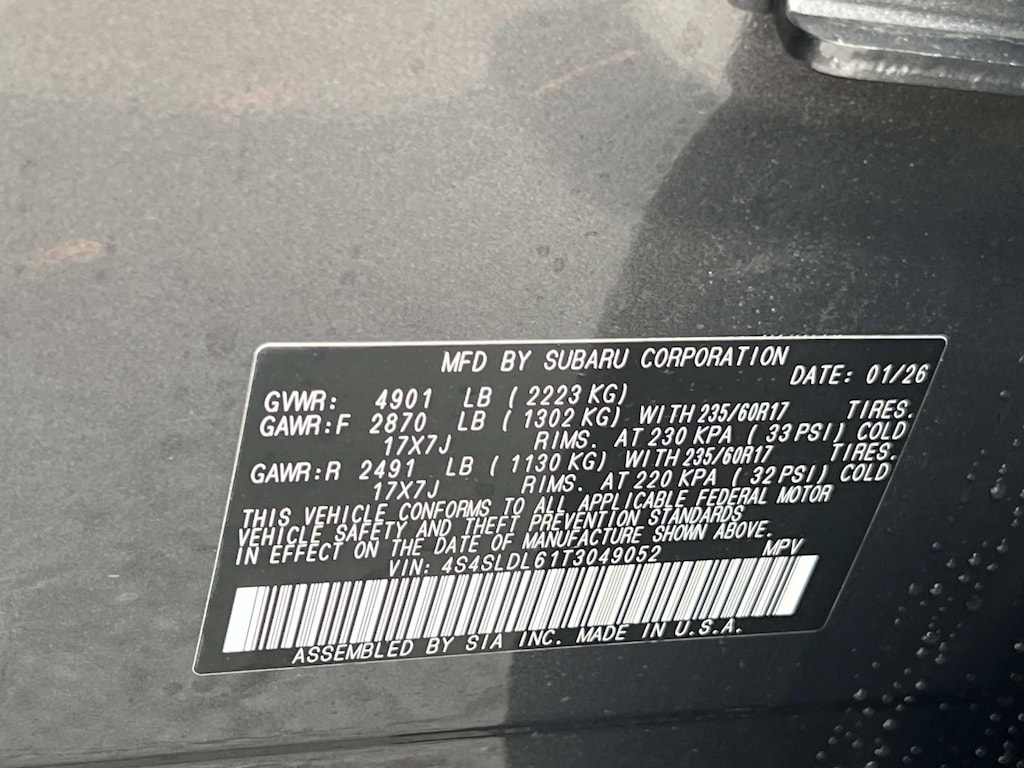 MFD BY SUBARU CORPORATION
DATE: 01/26
GVWR: 4901 LB ( 2223 KG)
GAWR:F 2870 LB ( 1302 KG) WITH 235/60R17 TIRES.
17X7J RIMS. AT 230 KPA ( 33 PSI) COLD
GAWR:R 2491 LB ( 1130 KG) WITH 235/60R17 TIRES.
17X7J RIMS. AT 220 KPA ( 32 PSI) COLD
THIS VEHICLE CONFORMS TO ALL APPLICABLE FEDERAL MOTOR
VEHICLE SAFETY AND THEFT PREVENTION STANDARDS
IN EFFECT ON THE DATE OF MANUFACTURE SHOWN ABOVE.
VIN: 4S4SLDL61T3049052 MPV
ASSEMBLED BY SIA INC. MADE IN U.S.A.